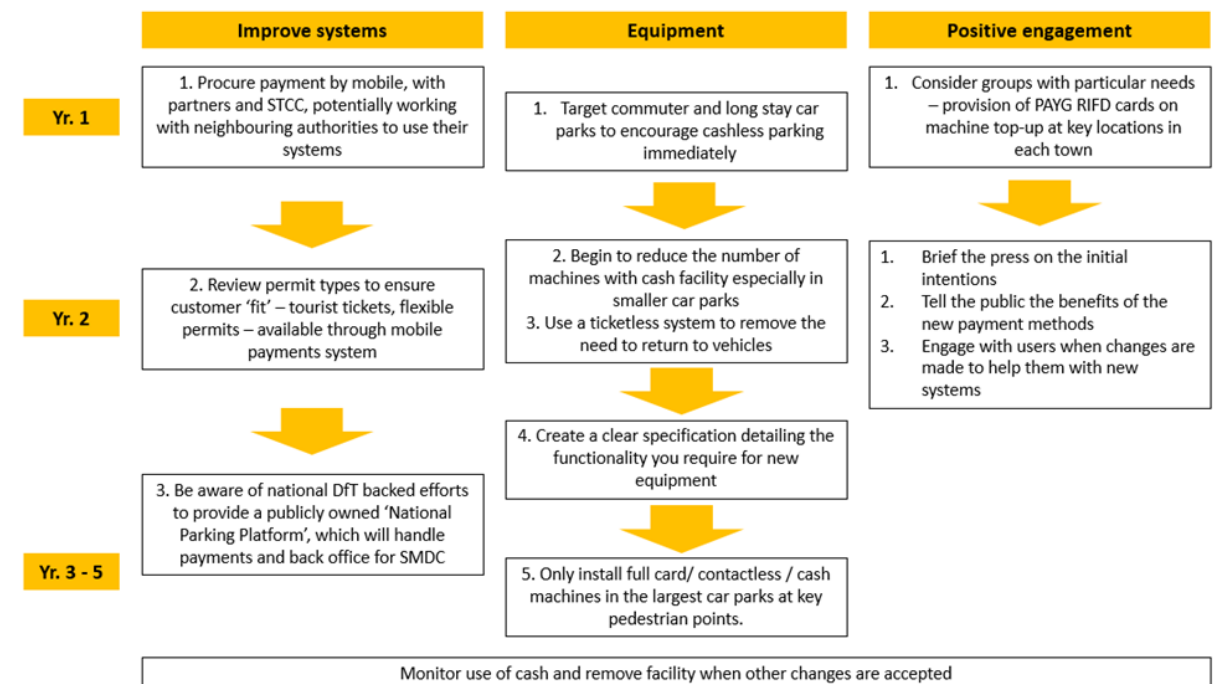 Improve systems
Equipment
Positive engagement
Yr. 1
1. Procure payment by mobile, with
partners and STCC, potentially working
with neighbouring authorities to use their
systems
1. Target commuter and long stay car
parks to encourage cashless parking
immediately
1. Consider groups with particular needs
– provision of PAYG RIFD cards on
machine top-up at key locations in
each town
Yr. 2
2. Review permit types to ensure
customer ‘fit’ – tourist tickets, flexible
permits – available through mobile
payments system
2. Begin to reduce the number of
machines with cash facility especially in
smaller car parks
3. Use a ticketless system to remove the
need to return to vehicles
1. Brief the press on the initial
intentions
2. Tell the public the benefits of the
new payment methods
3. Engage with users when changes are
made to help them with new
systems
4. Create a clear specification detailing the
functionality you require for new
equipment
Yr. 3 - 5
3. Be aware of national DfT backed efforts
to provide a publicly owned ‘National
Parking Platform’, which will handle
payments and back office for SMDC
5. Only install full card/ contactless / cash
machines in the largest car parks at key
pedestrian points.
Monitor use of cash and remove facility when other changes are accepted